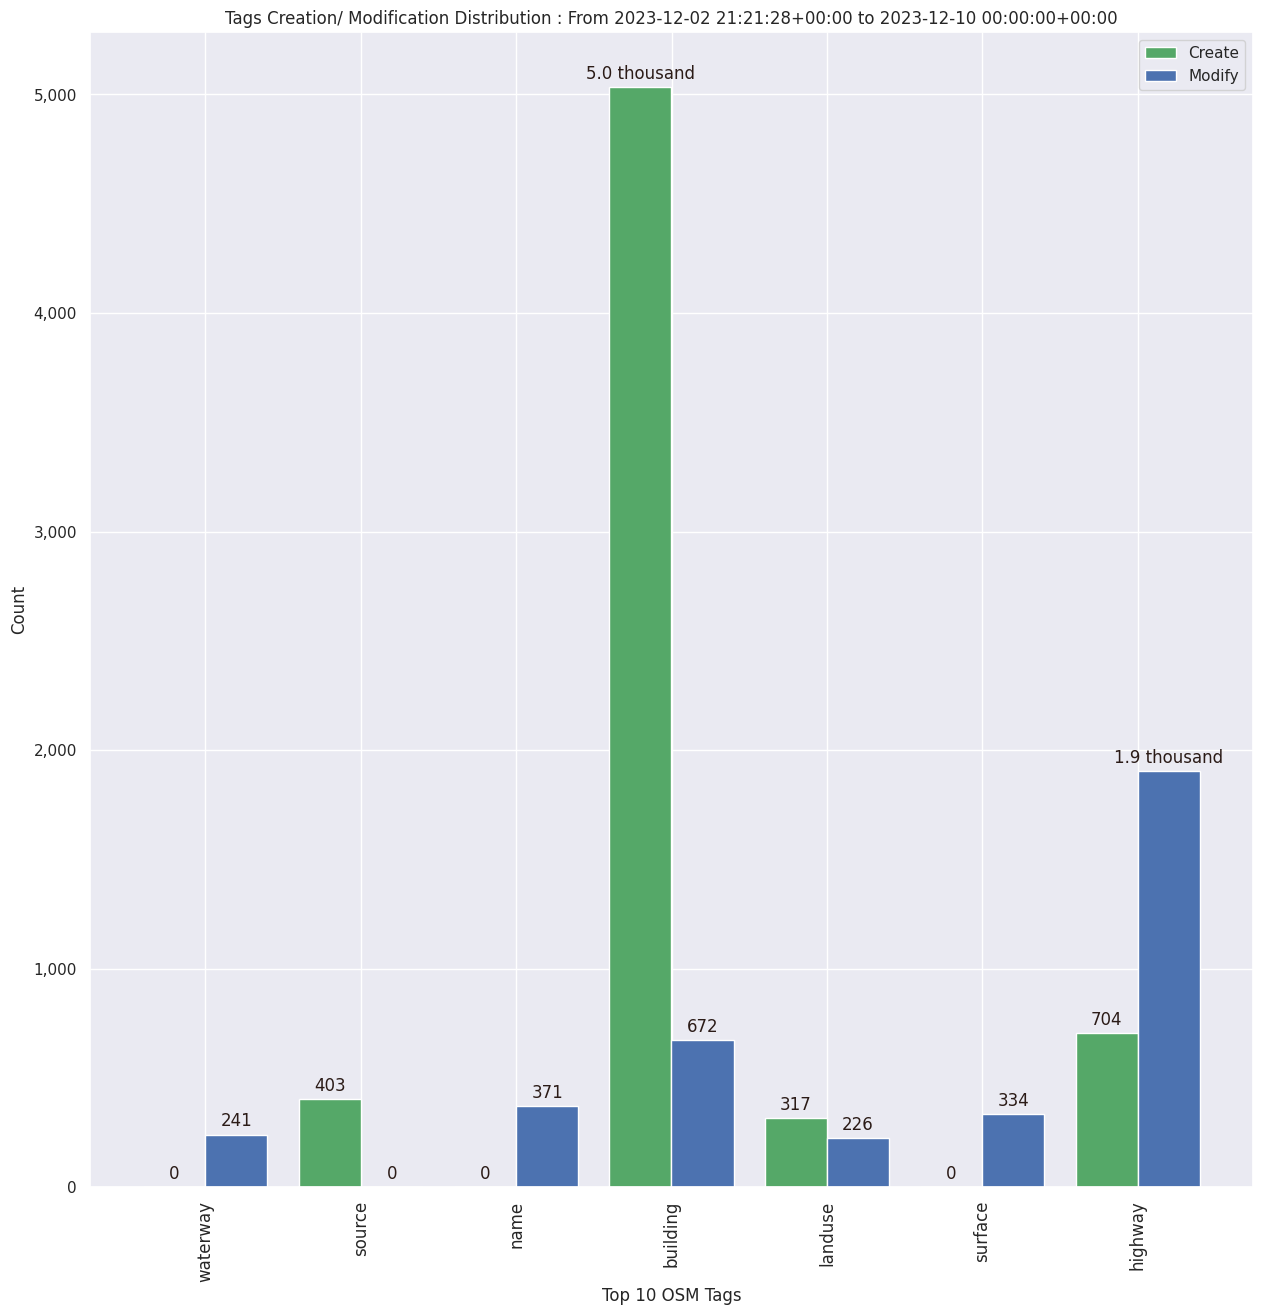 Tags Creation/ Modification Distribution : From 2023-12-02 21:21:28+00:00 to 2023-12-10 00:00:00+00:00
Create
Modify
5.0 thousand
5,000
4,000
3,000
2,000
1,000
0
Count
1.9 thousand
0
241
403
0
0
371
672
317
226
0
334
704
waterway
source
name
building
landuse
surface
highway
Top 10 OSM Tags